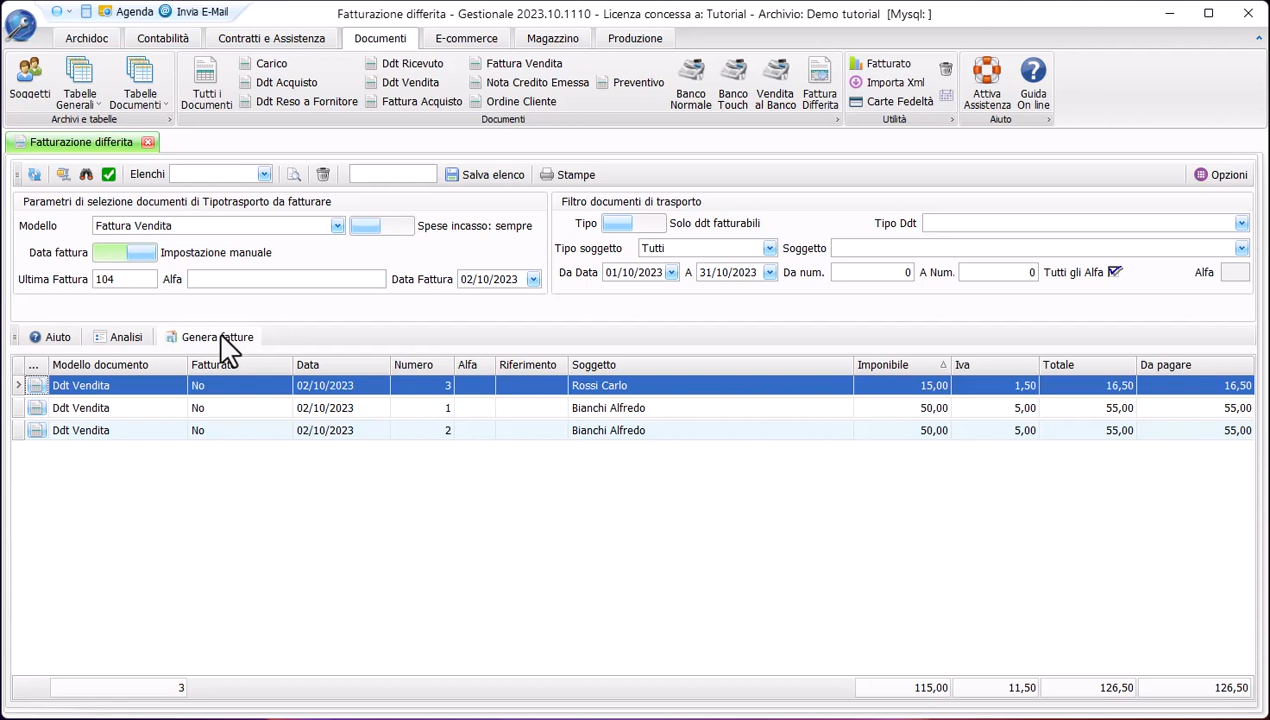 Agenda Invia E-Mail
Fatturazione differita - Gestionale 2023.10.1110 - Licenza concessa a: Tutorial - Archivio: Demo tutorial [Mysql: ]
Archidoc Contabilità Contratti e Assistenza Documenti E-commerce Magazzino Produzione
Soggetti
Tabelle Generali
Tabelle Documenti
Archivi e tabelle
Tutti i Documenti
Carico
Ddt Acquisto
Ddt Reso a Fornitore
Ddt Ricevuto
Ddt Vendita
Fattura Acquisto
Fattura Vendita
Nota Credito Emessa
Ordine Cliente
Preventivo
Banco Normale
Banco Touch
Vendita al Banco
Fattura Differita
Documenti
Fatturato
Importa Xml
Carte Fedeltà
Utilità
Attiva Assistenza
Guida On line
Aiuto
Fatturazione differita
Elenchi Salva elenco Stampe Opzioni
Parametri di selezione documenti di Tipotrasporto da fatturare
Modello Fattura Vendita Spese incasso: sempre
Data fattura Impostazione manuale
Ultima Fattura 104 Alfa Data Fattura 02/10/2023
Filtro documenti di trasporto
Tipo Solo ddt fatturabili Tipo Ddt
Tipo soggetto Tutti Soggetto
Da Data 01/10/2023 A 31/10/2023 Da num. 0 A Num. 0 Tutti gli Alfa Alfa
Aiuto Analisi Genera fatture
... Modello documento Fatturato Data Numero Alfa Riferimento Soggetto Imponibile Iva Totale Da pagare
Ddt Vendita No 02/10/2023 3 Rossi Carlo 15,00 1,50 16,50 16,50
Ddt Vendita No 02/10/2023 1 Bianchi Alfredo 50,00 5,00 55,00 55,00
Ddt Vendita No 02/10/2023 2 Bianchi Alfredo 50,00 5,00 55,00 55,00
3 115,00 11,50 126,50 126,50